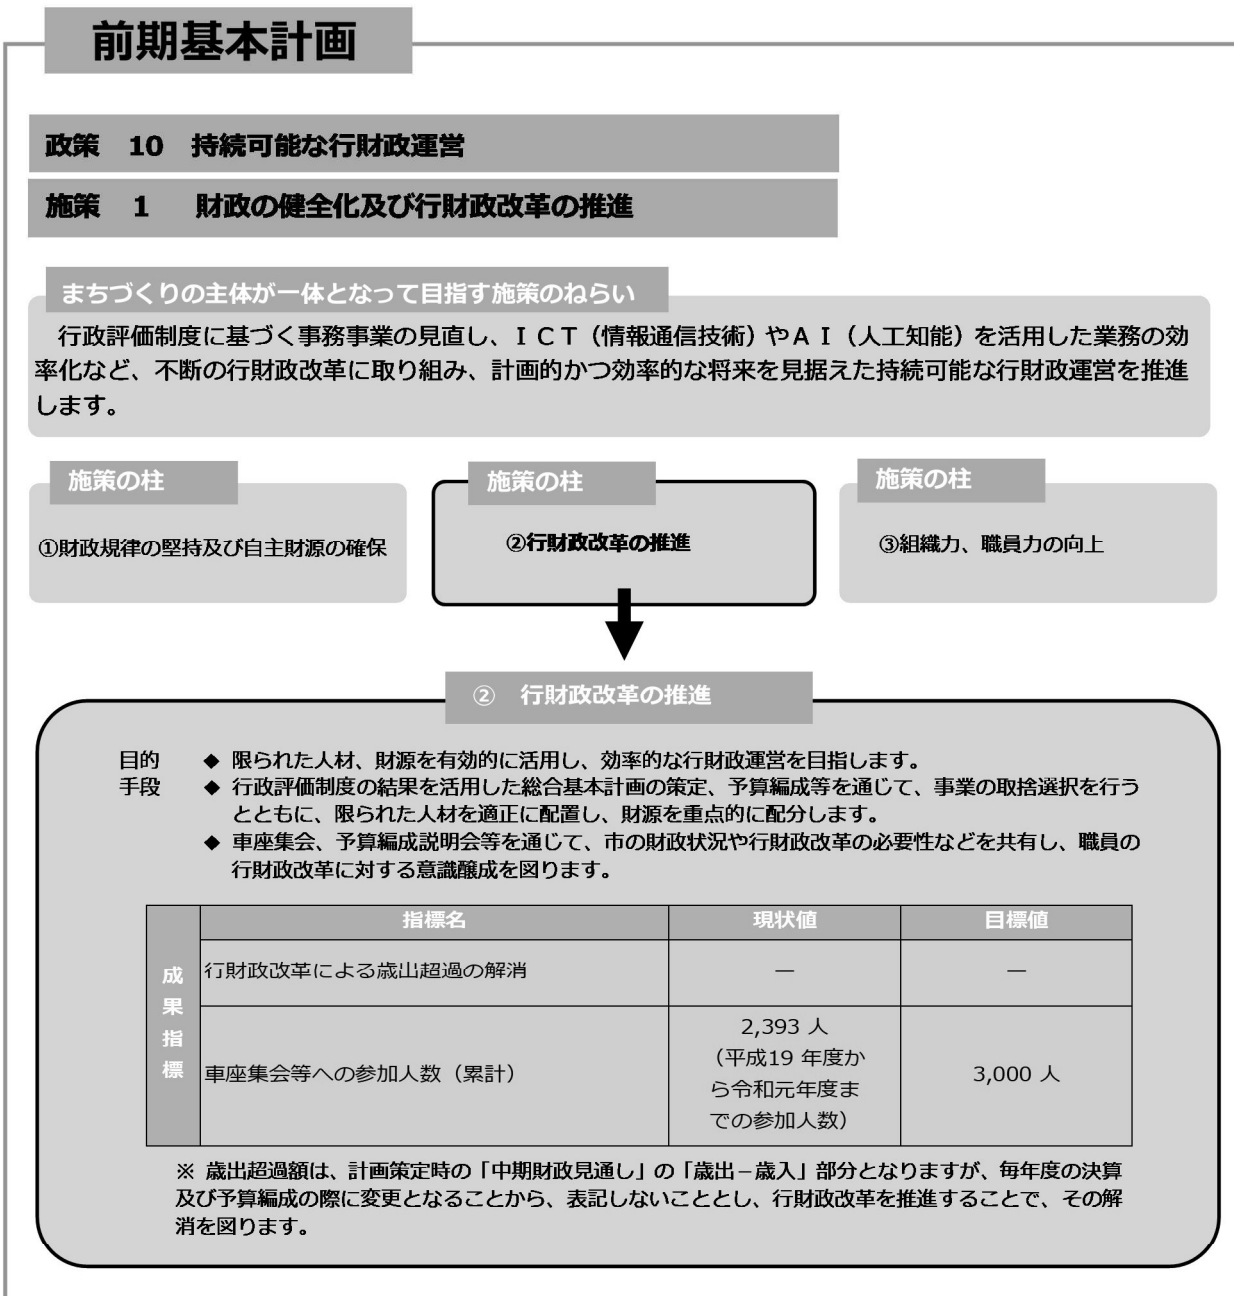 前期基本計画
政策　10　持続可能な行財政運営
施策　1　財政の健全化及び行財政改革の推進
まちづくりの主体が一体となって目指す施策のねらい
行政評価制度に基づく事務事業の見直し、ＩＣＴ（情報通信技術）やＡＩ（人工知能）を活用した業務の効
率化など、不断の行財政改革に取り組み、計画的かつ効率的な将来を見据えた持続可能な行財政運営を推進
します。
施策の柱
①財政規律の堅持及び自主財源の確保
施策の柱
②行財政改革の推進
施策の柱
③組織力、職員力の向上
②　行財政改革の推進
目的　◆ 限られた人材、財源を有効的に活用し、効率的な行財政運営を目指します。
手段　◆ 行政評価制度の結果を活用した総合基本計画の策定、予算編成等を通じて、事業の取捨選択を行う
とともに、限られた人材を適正に配置し、財源を重点的に配分します。
◆ 車座集会、予算編成説明会等を通じて、市の財政状況や行財政改革の必要性などを共有し、職員の
行財政改革に対する意識醸成を図ります。
成果指標
指標名　現状値　目標値
行財政改革による歳出超過の解消　―　―
車座集会等への参加人数（累計）
2,393 人
（平成19 年度か
ら令和元年度ま
での参加人数）
3,000 人
※ 歳出超過額は、計画策定時の「中期財政見通し」の「歳出－歳入」部分となりますが、毎年度の決算
及び予算編成の際に変更となることから、表記しないこととし、行財政改革を推進することで、その解
消を図ります。